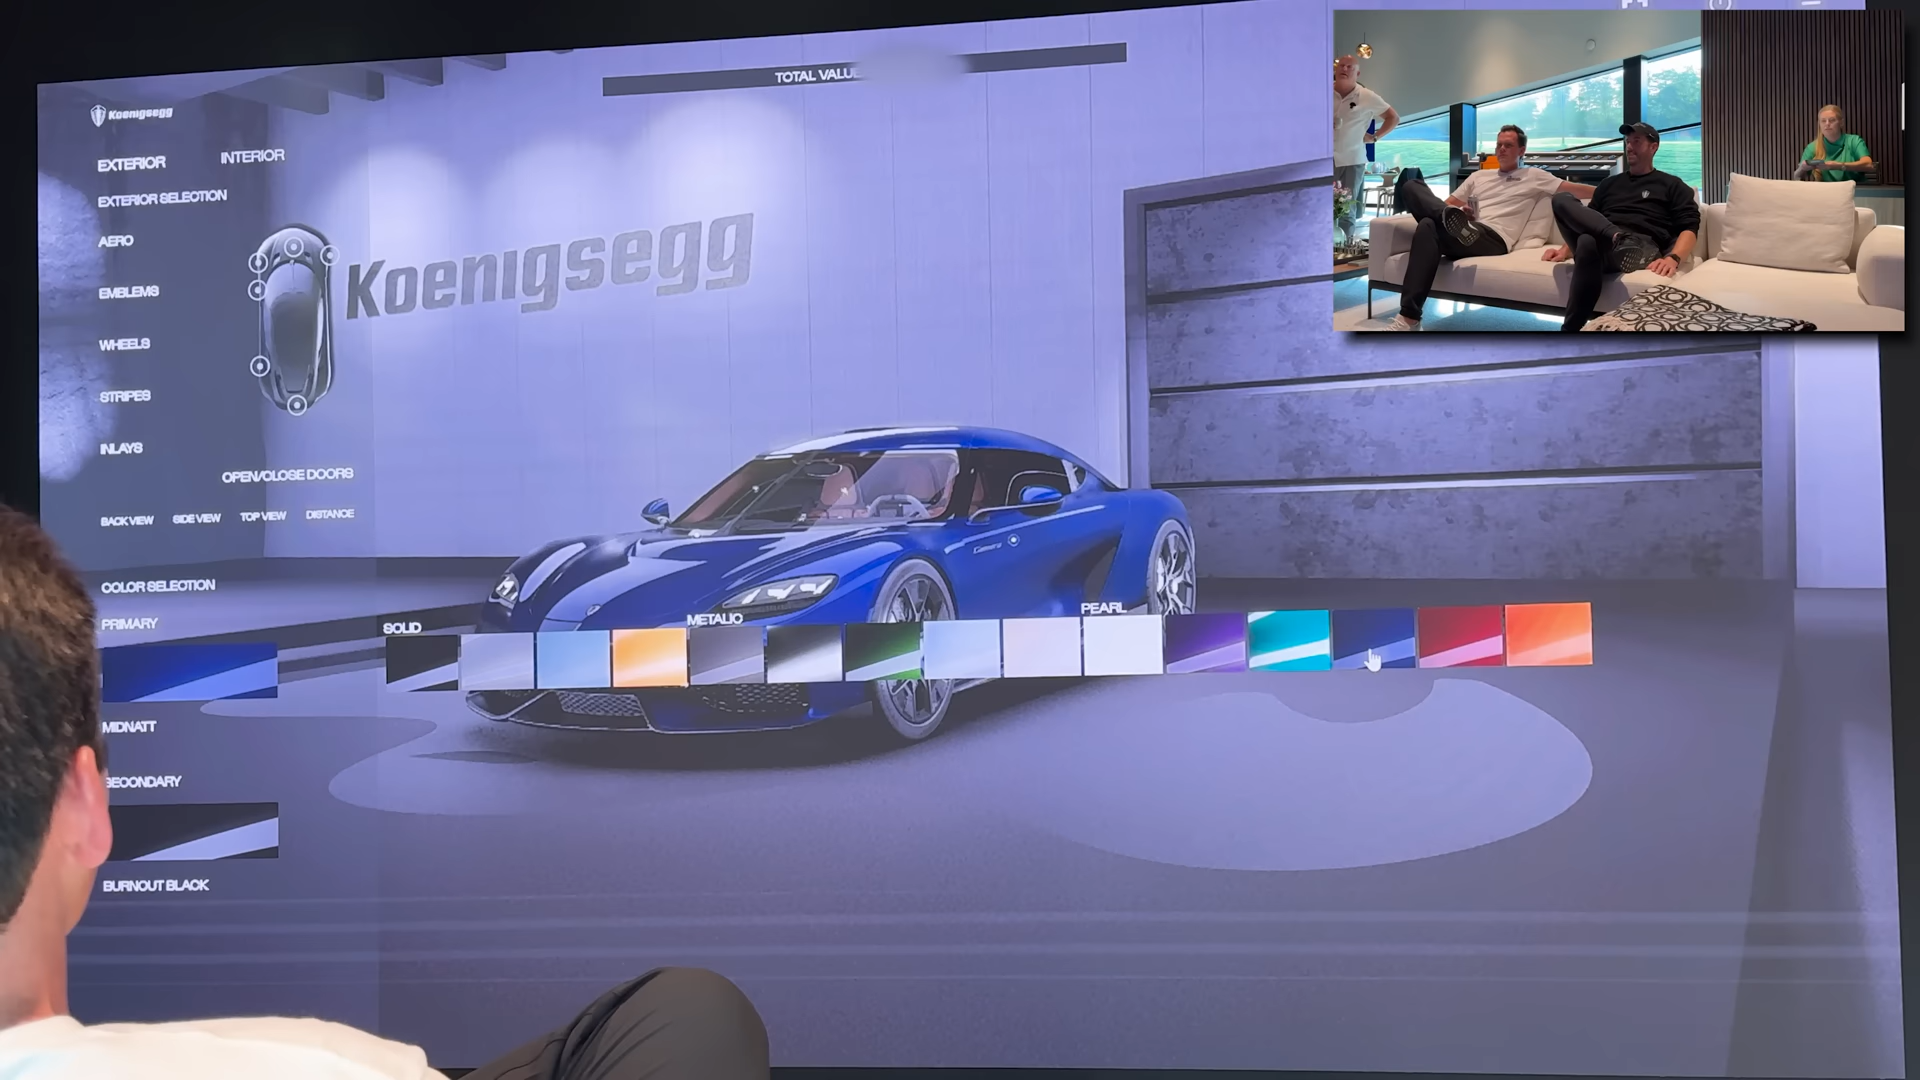 TOTAL VALUE
Koenigsegg
EXTERIOR
INTERIOR
EXTERIOR SELECTION
AERO
Koenigsegg
EMBLEMS
WHEELS
STRIPES
INLAYS
OPEN/CLOSE DOORS
BACK VIEW
SIDE VIEW
TOP VIEW
DISTANCE
COLOR SELECTION
PRIMARY
SOLID
METALIC
PEARL
MIDNATT
SECONDARY
BURNOUT BLACK